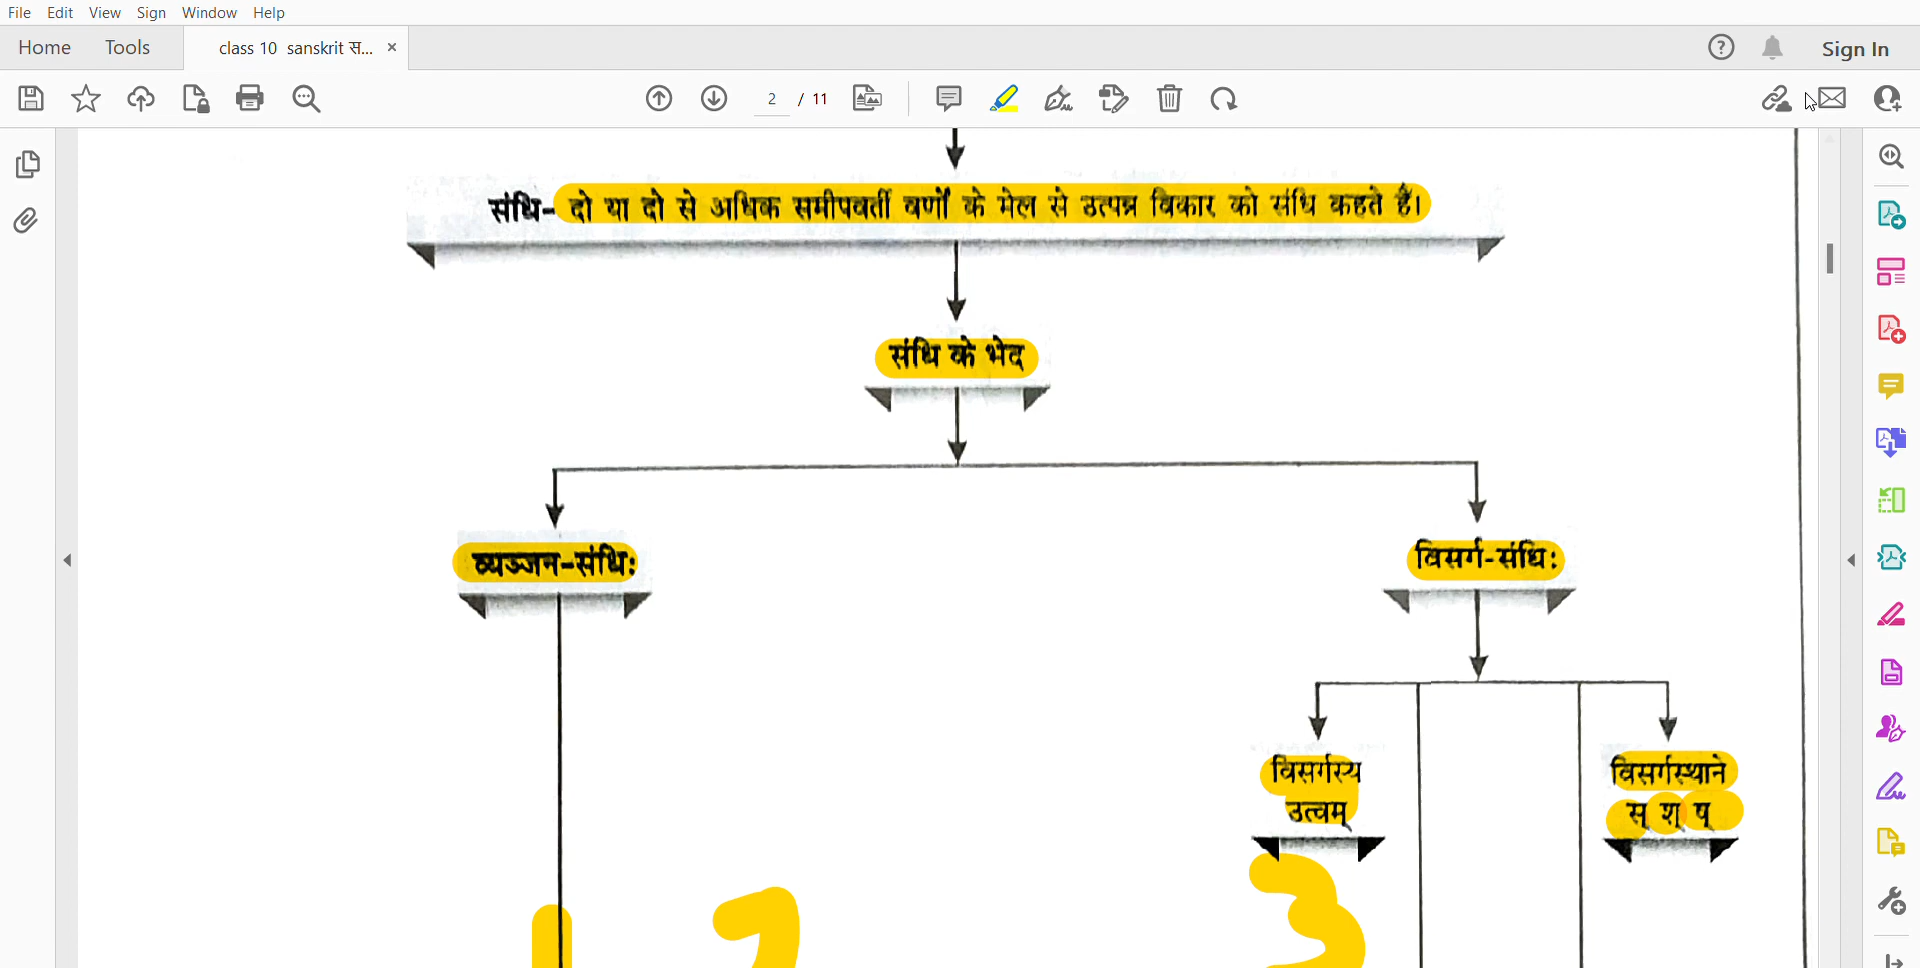 File Edit View Sign Window Help
Home Tools class 10 sanskrit स... × Sign In
2 / 11
संधि- दो या दो से अधिक समीपवर्ती वर्णों के मेल से उत्पन्न विकार को संधि कहते हैं।
संधि के भेद
व्यञ्जन-संधिः
विसर्ग-संधिः
विसर्गस्य
उत्वम्
विसर्गस्थाने
स् श् ष्
3